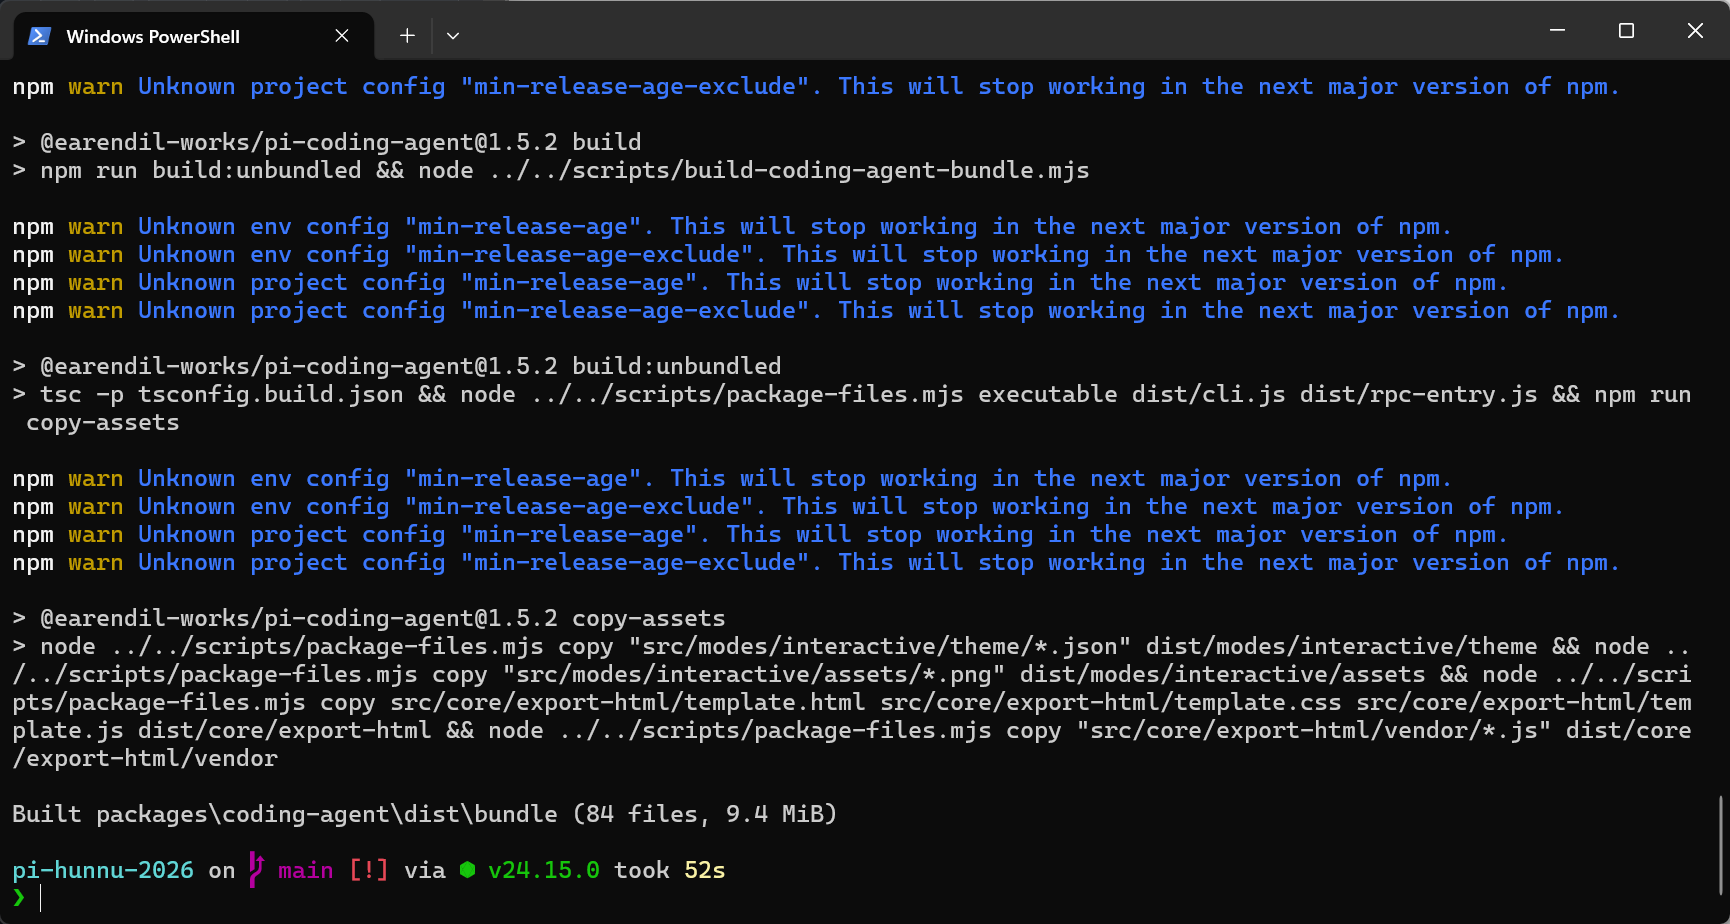 Windows PowerShell
npm warn Unknown project config "min-release-age-exclude". This will stop working in the next major version of npm.
> @earendil-works/pi-coding-agent@1.5.2 build
> npm run build:unbundled && node ../../scripts/build-coding-agent-bundle.mjs
npm warn Unknown env config "min-release-age". This will stop working in the next major version of npm.
npm warn Unknown env config "min-release-age-exclude". This will stop working in the next major version of npm.
npm warn Unknown project config "min-release-age". This will stop working in the next major version of npm.
npm warn Unknown project config "min-release-age-exclude". This will stop working in the next major version of npm.
> @earendil-works/pi-coding-agent@1.5.2 build:unbundled
> tsc -p tsconfig.build.json && node ../../scripts/package-files.mjs executable dist/cli.js dist/rpc-entry.js && npm run
copy-assets
npm warn Unknown env config "min-release-age". This will stop working in the next major version of npm.
npm warn Unknown env config "min-release-age-exclude". This will stop working in the next major version of npm.
npm warn Unknown project config "min-release-age". This will stop working in the next major version of npm.
npm warn Unknown project config "min-release-age-exclude". This will stop working in the next major version of npm.
> @earendil-works/pi-coding-agent@1.5.2 copy-assets
> node ../../scripts/package-files.mjs copy "src/modes/interactive/theme/*.json" dist/modes/interactive/theme && node ..
/../scripts/package-files.mjs copy "src/modes/interactive/assets/*.png" dist/modes/interactive/assets && node ../../scri
pts/package-files.mjs copy src/core/export-html/template.html src/core/export-html/template.css src/core/export-html/tem
plate.js dist/core/export-html && node ../../scripts/package-files.mjs copy "src/core/export-html/vendor/*.js" dist/core
/export-html/vendor
Built packages\coding-agent\dist\bundle (84 files, 9.4 MiB)
pi-hunnu-2026 on main [!] via ⬢ v24.15.0 took 52s
❯